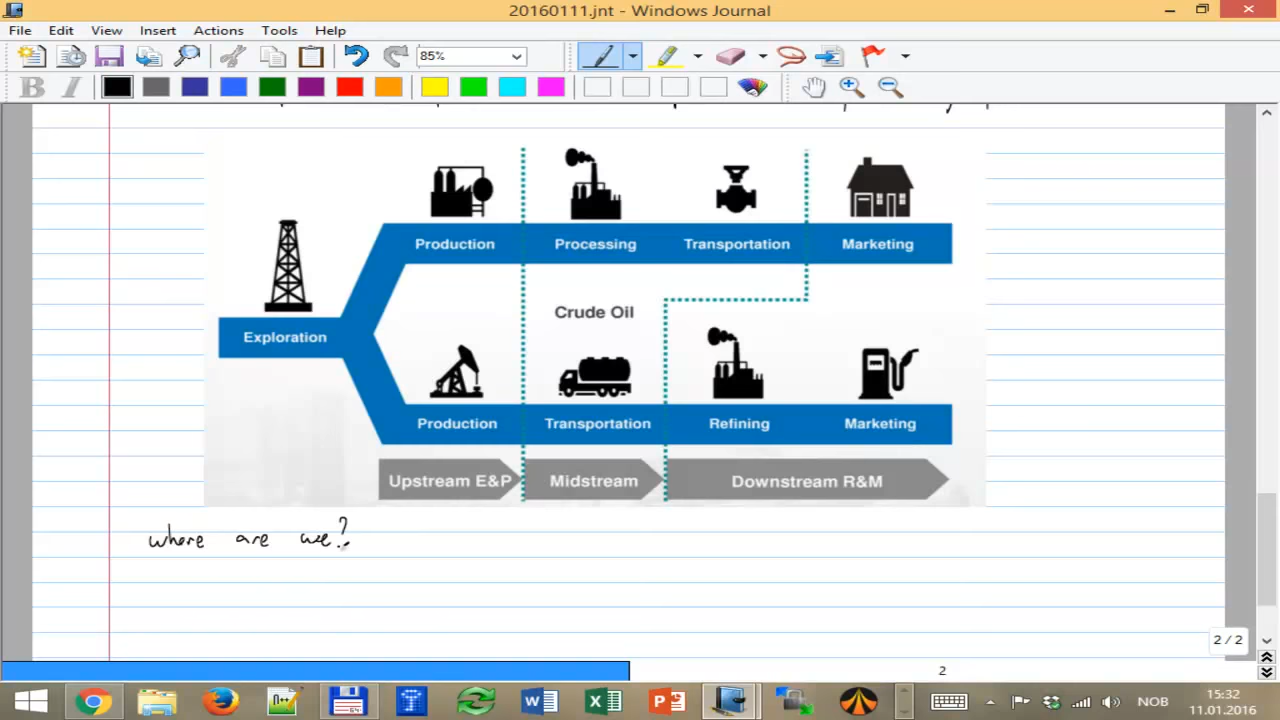 20160111.jnt - Windows Journal
File Edit View Insert Actions Tools Help
85%
B I
Production Processing Transportation Marketing
Crude Oil
Exploration
Production Transportation Refining Marketing
Upstream E&P Midstream Downstream R&M
where are we?
2 / 2
2
NOB
15:32
11.01.2016